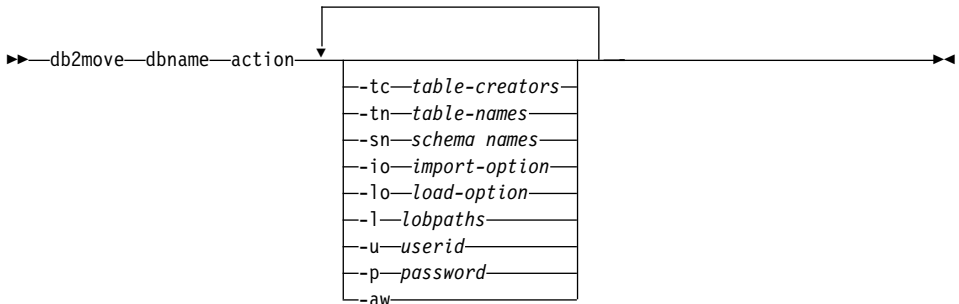 db2move dbname action
-tc table-creators
-tn table-names
-sn schema names
-io import-option
-lo load-option
-l lobpaths
-u userid
-p password
-aw